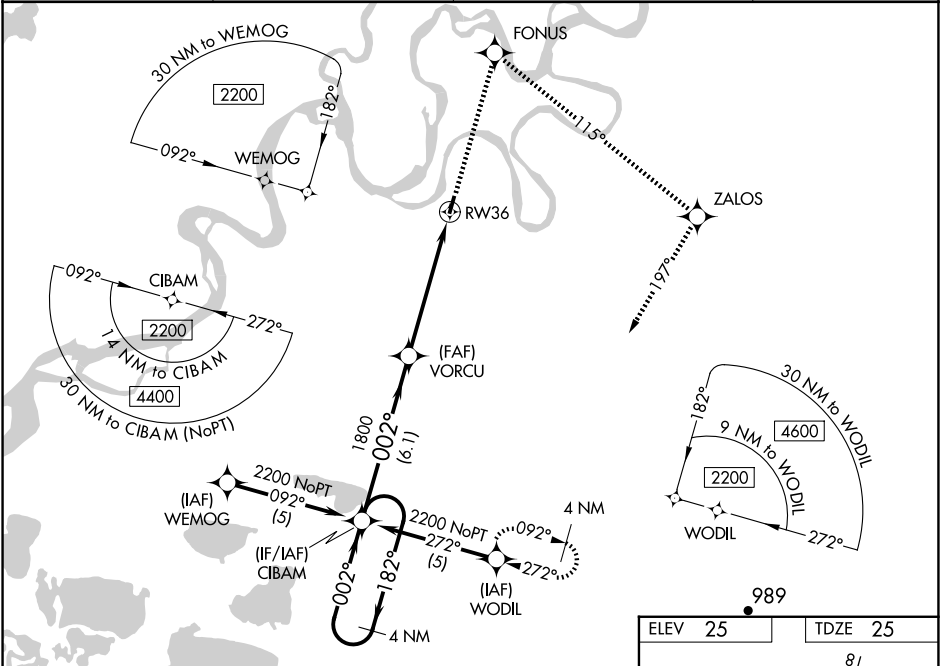 FONUS
30 NM to WEMOG
2200
182°
092°
WEMOG
115°
ZALOS
RW36
197°
092°
CIBAM
272°
2200
14 NM to CIBAM
4400
30 NM to CIBAM (NoPT)
(FAF)
VORCU
1800
002°
(6.1)
30 NM to WODIL
182°
4600
9 NM to WODIL
2200
WODIL
272°
2200 NoPT
092°
(5)
(IAF)
WEMOG
(IF/IAF)
CIBAM
2200 NoPT
272°
(5)
092°
4 NM
272°
(IAF)
WODIL
002°
182°
4 NM
989
ELEV 25
TDZE 25